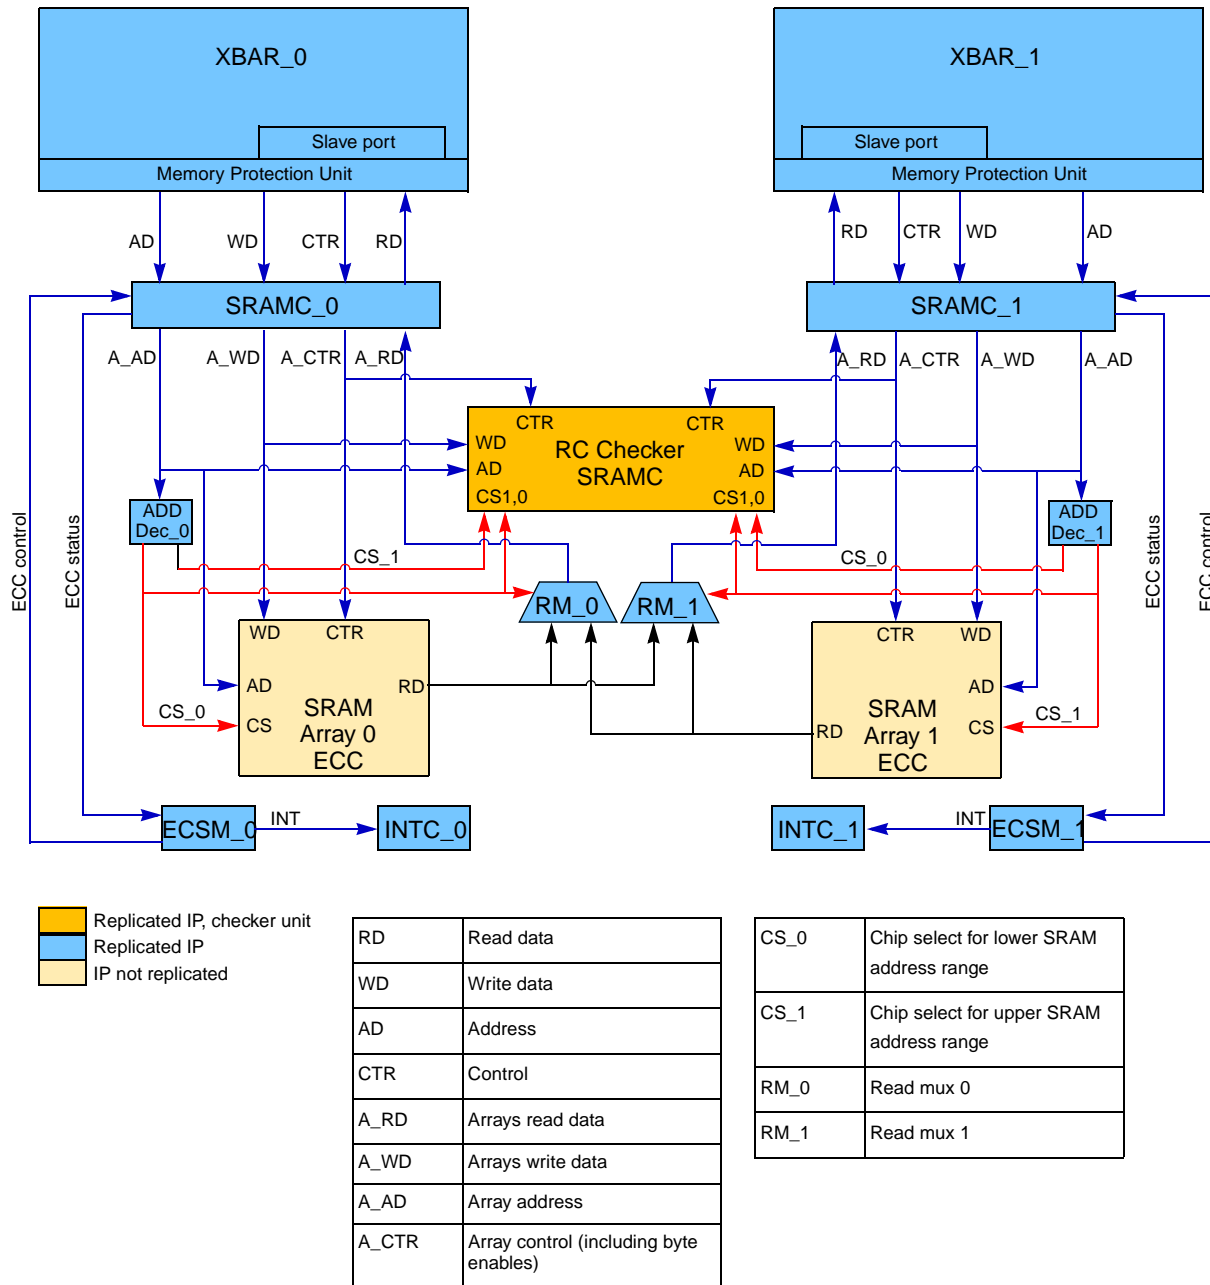 XBAR_0
XBAR_1
Slave port
Slave port
Memory Protection Unit
Memory Protection Unit
AD
WD
CTR
RD
RD
CTR
WD
AD
SRAMC_0
SRAMC_1
A_AD
A_WD
A_CTR
A_RD
A_RD
A_CTR
A_WD
A_AD
CTR
CTR
WD
RC Checker
WD
AD
SRAMC
AD
CS1,0
CS1,0
ADD
Dec_0
ADD
Dec_1
CS_1
CS_0
ECC control
ECC status
ECC status
ECC control
RM_0
RM_1
WD
CTR
CTR
WD
AD
RD
AD
CS_0
CS
SRAM
Array 0
ECC
RD
SRAM
Array 1
ECC
CS
CS_1
ECSM_0
INT
INTC_0
INTC_1
INT
ECSM_1
Replicated IP, checker unit
Replicated IP
IP not replicated
RD
Read data
WD
Write data
AD
Address
CTR
Control
A_RD
Arrays read data
A_WD
Arrays write data
A_AD
Array address
A_CTR
Array control (including byte
enables)
CS_0
Chip select for lower SRAM
address range
CS_1
Chip select for upper SRAM
address range
RM_0
Read mux 0
RM_1
Read mux 1